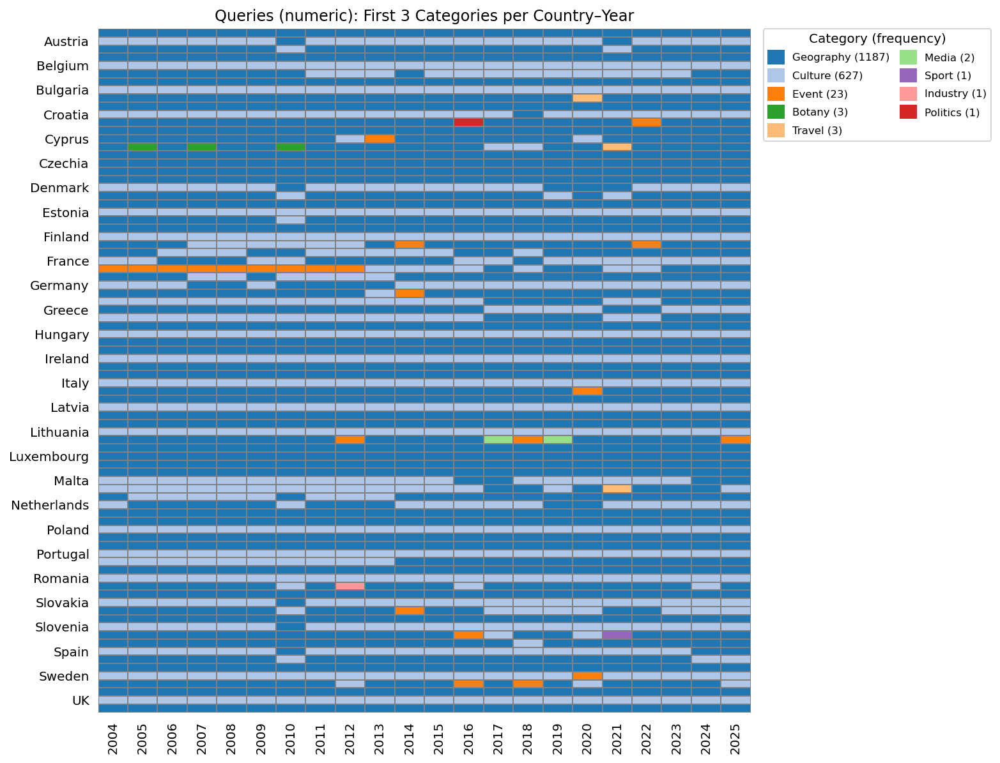 Queries (numeric): First 3 Categories per Country–Year
Category (frequency)
Geography (1187)
Culture (627)
Event (23)
Botany (3)
Travel (3)
Media (2)
Sport (1)
Industry (1)
Politics (1)
Austria
Belgium
Bulgaria
Croatia
Cyprus
Czechia
Denmark
Estonia
Finland
France
Germany
Greece
Hungary
Ireland
Italy
Latvia
Lithuania
Luxembourg
Malta
Netherlands
Poland
Portugal
Romania
Slovakia
Slovenia
Spain
Sweden
UK
2004
2005
2006
2007
2008
2009
2010
2011
2012
2013
2014
2015
2016
2017
2018
2019
2020
2021
2022
2023
2024
2025